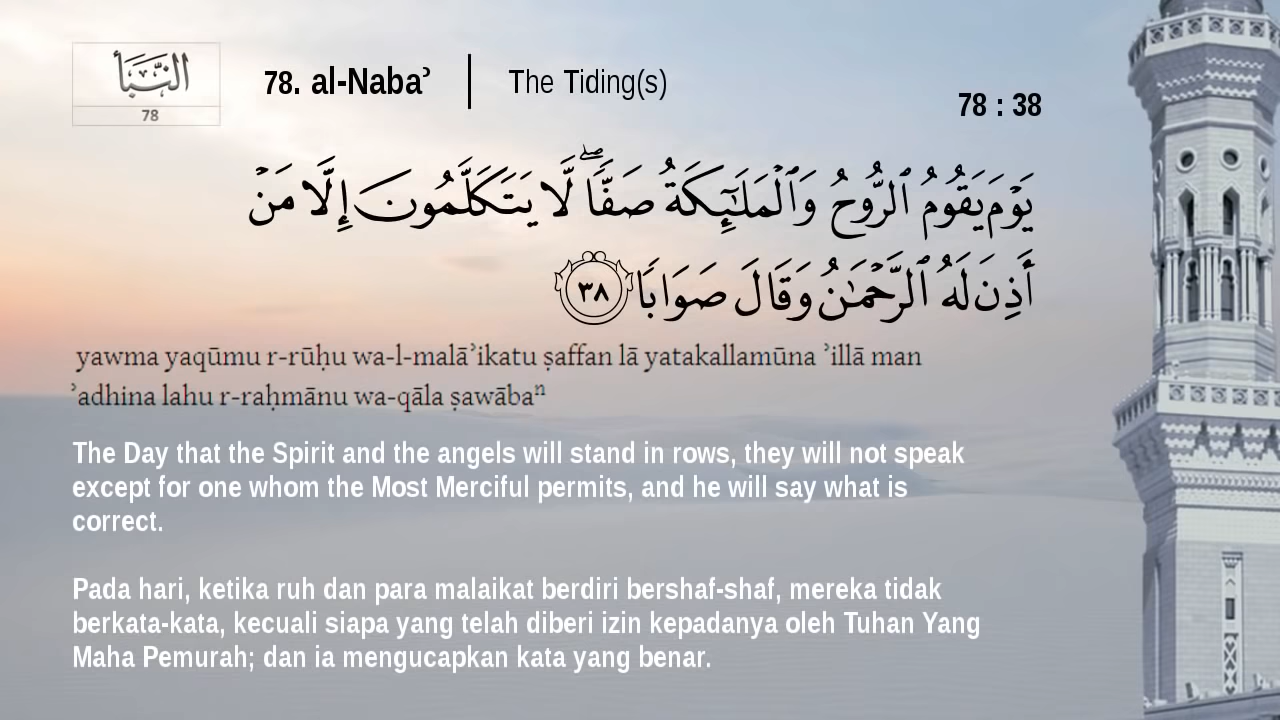 النَّبَأ
78
78. al-Nabaʾ
The Tiding(s)
78 : 38
يَوْمَ يَقُومُ ٱلرُّوحُ وَٱلْمَلَـٰٓئِكَةُ صَفًّا ۖ لَّا يَتَكَلَّمُونَ إِلَّا مَنْ
أَذِنَ لَهُ ٱلرَّحْمَـٰنُ وَقَالَ صَوَابًا ٣٨
yawma yaqūmu r-rūḥu wa-l-malāʾikatu ṣaffan lā yatakallamūna ʾillā man
ʾadhina lahu r-raḥmānu wa-qāla ṣawābaⁿ
The Day that the Spirit and the angels will stand in rows, they will not speak
except for one whom the Most Merciful permits, and he will say what is
correct.
Pada hari, ketika ruh dan para malaikat berdiri bershaf-shaf, mereka tidak
berkata-kata, kecuali siapa yang telah diberi izin kepadanya oleh Tuhan Yang
Maha Pemurah; dan ia mengucapkan kata yang benar.